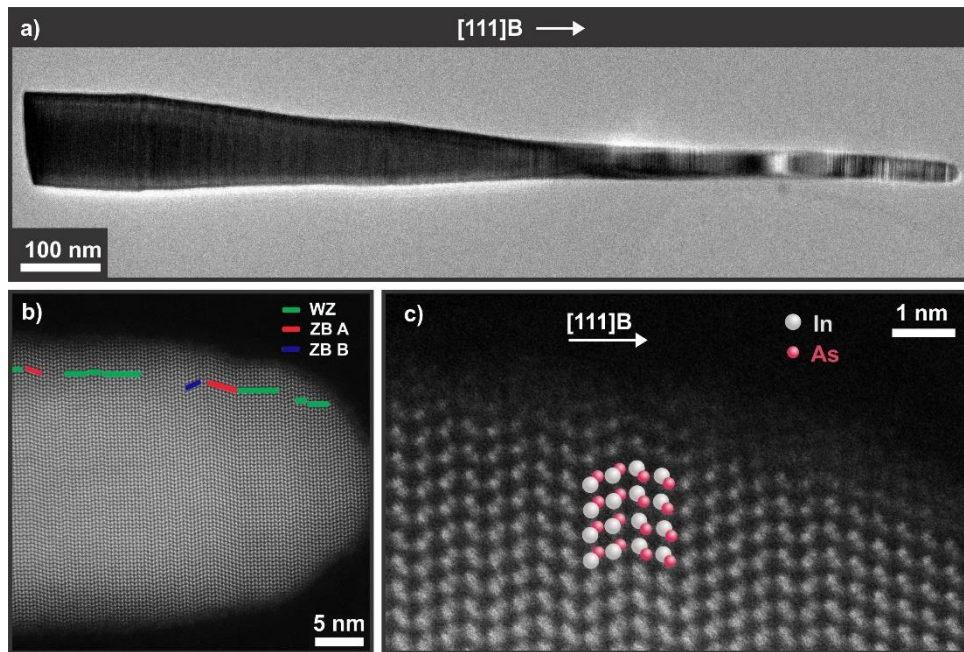 a)
[111]B
100 nm
b)
WZ
ZB A
ZB B
5 nm
c)
[111]B
In
As
1 nm